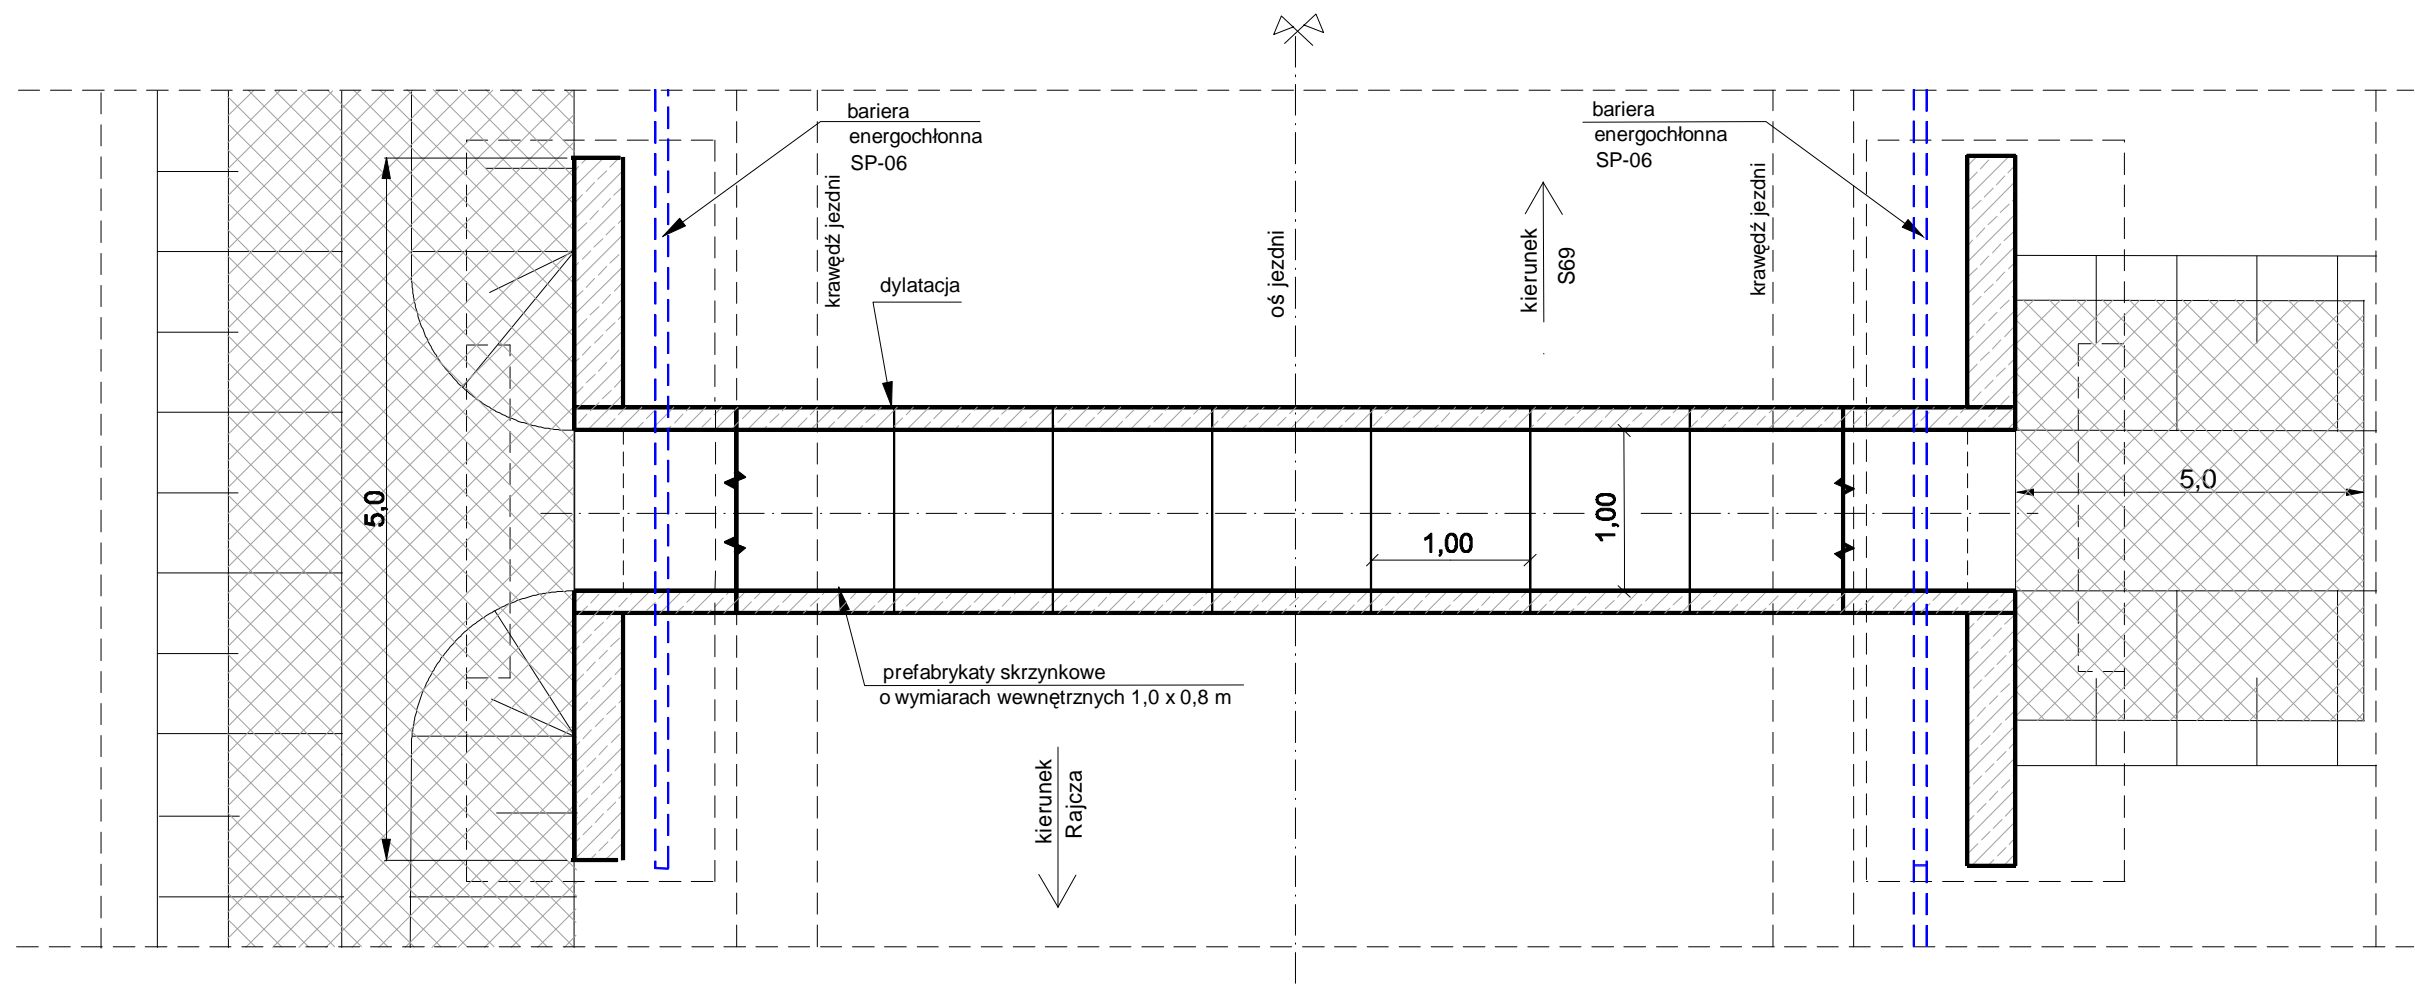 bariera
energochłonna
SP-06
bariera
energochłonna
SP-06
krawędź jezdni
krawędź jezdni
oś jezdni
kierunek
S69
dylatacja
5,0
5,0
1,00
1,00
prefabrykaty skrzynkowe
o wymiarach wewnętrznych 1,0 x 0,8 m
kierunek
Rajcza